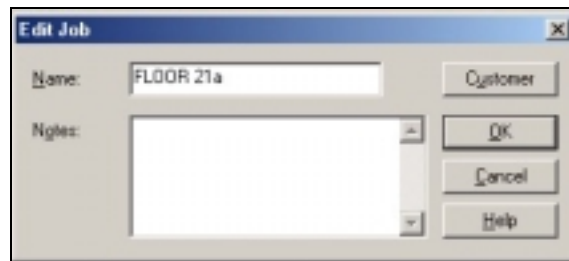 Edit Job
Name: FLOOR 21a Customer
Notes: OK
Cancel
Help